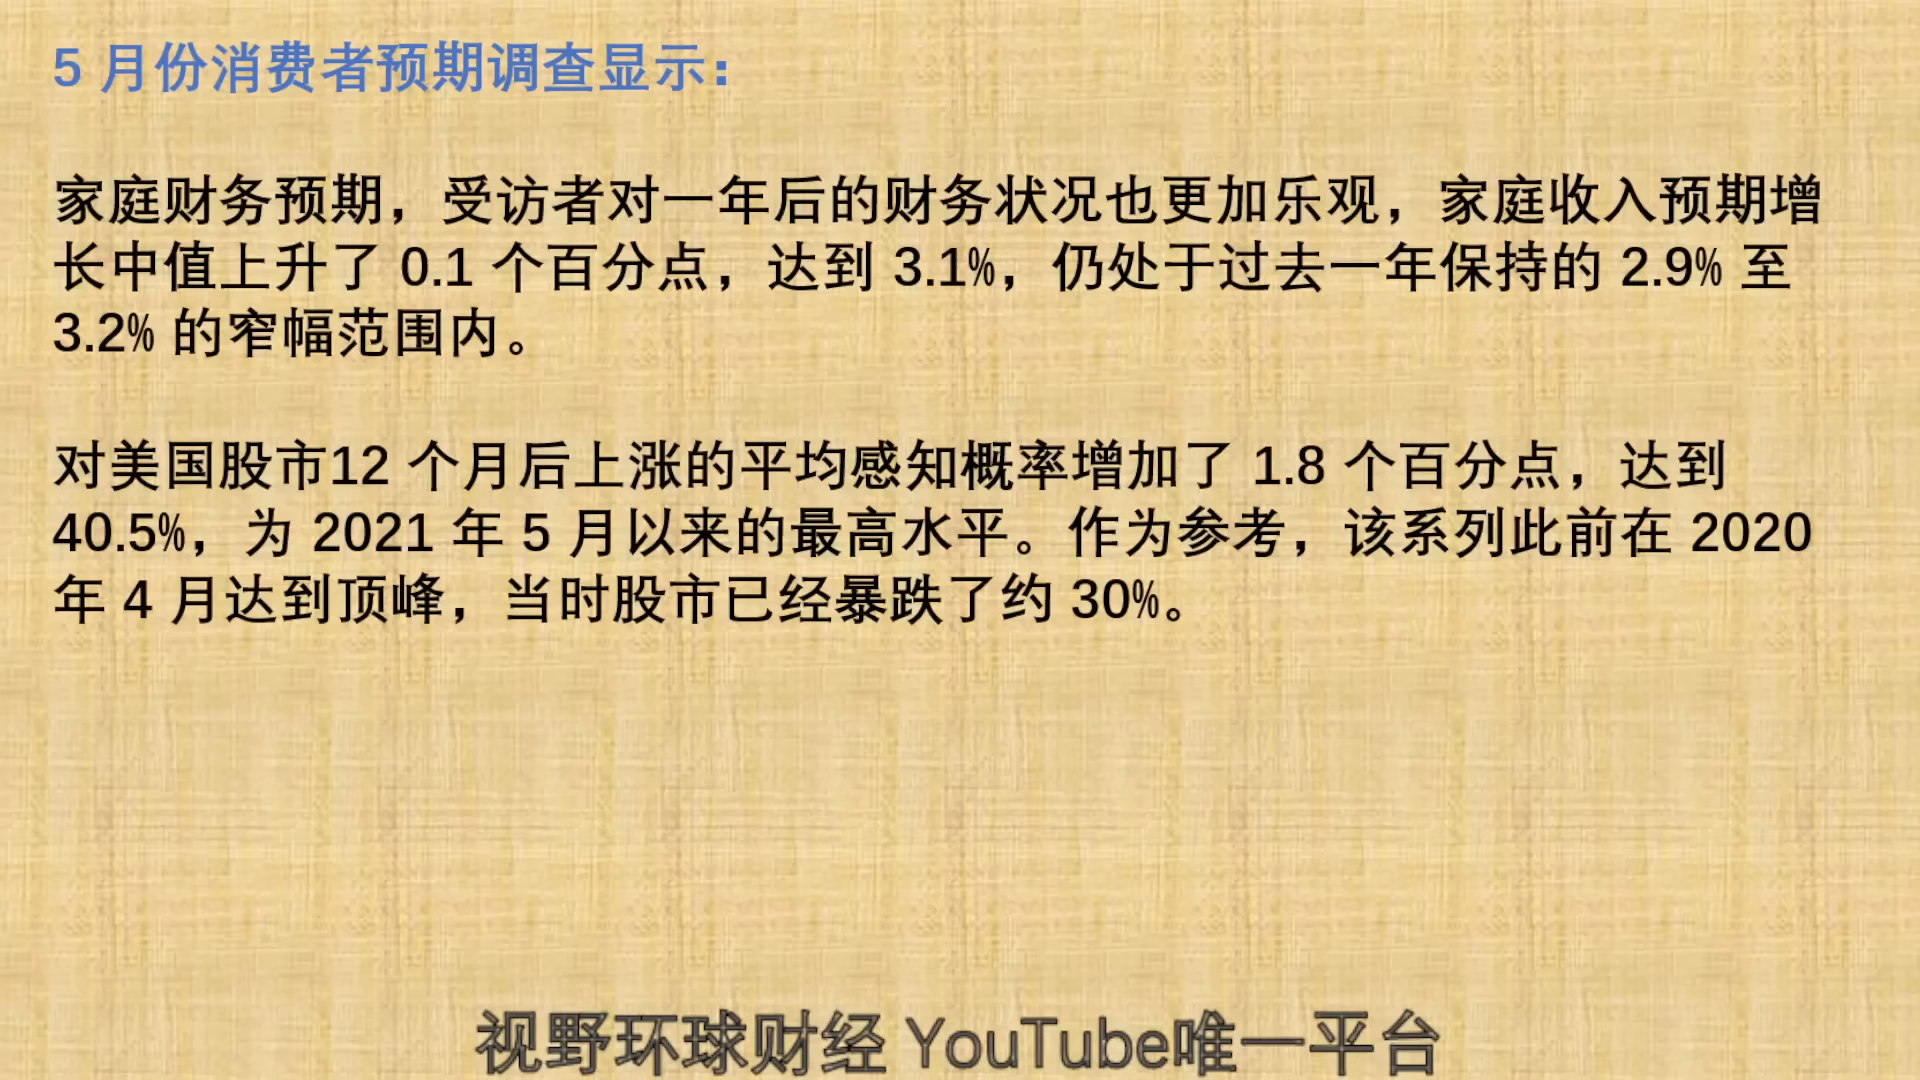 5 月份消费者预期调查显示:
家庭财务预期，受访者对一年后的财务状况也更加乐观，家庭收入预期增
长中值上升了 0.1 个百分点，达到 3.1%，仍处于过去一年保持的 2.9% 至
3.2% 的窄幅范围内。
对美国股市12 个月后上涨的平均感知概率增加了 1.8 个百分点，达到
40.5%，为 2021 年 5 月以来的最高水平。作为参考，该系列此前在 2020
年 4 月达到顶峰，当时股市已经暴跌了约 30%。
视野环球财经 YouTube唯一平台